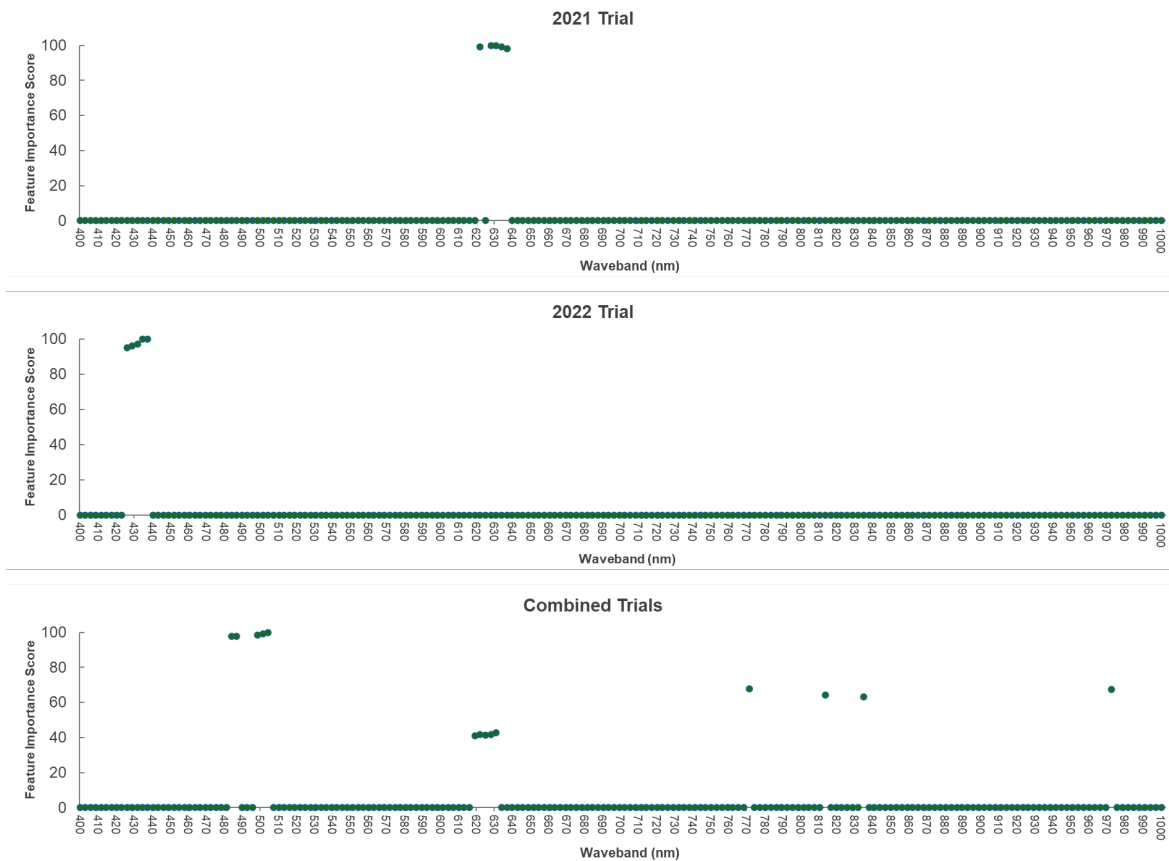 2021 Trial
Feature Importance Score
100
80
60
40
20
0
400 410 420 430 440 450 460 470 480 490 500 510 520 530 540 550 560 570 580 590 600 610 620 630 640 650 660 670 680 690 700 710 720 730 740 750 760 770 780 790 800 810 820 830 840 850 860 870 880 890 900 910 920 930 940 950 960 970 980 990 1000
Waveband (nm)
2022 Trial
Feature Importance Score
100
80
60
40
20
0
400 410 420 430 440 450 460 470 480 490 500 510 520 530 540 550 560 570 580 590 600 610 620 630 640 650 660 670 680 690 700 710 720 730 740 750 760 770 780 790 800 810 820 830 840 850 860 870 880 890 900 910 920 930 940 950 960 970 980 990 1000
Waveband (nm)
Combined Trials
Feature Importance Score
100
80
60
40
20
0
400 410 420 430 440 450 460 470 480 490 500 510 520 530 540 550 560 570 580 590 600 610 620 630 640 650 660 670 680 690 700 710 720 730 740 750 760 770 780 790 800 810 820 830 840 850 860 870 880 890 900 910 920 930 940 950 960 970 980 990 1000
Waveband (nm)